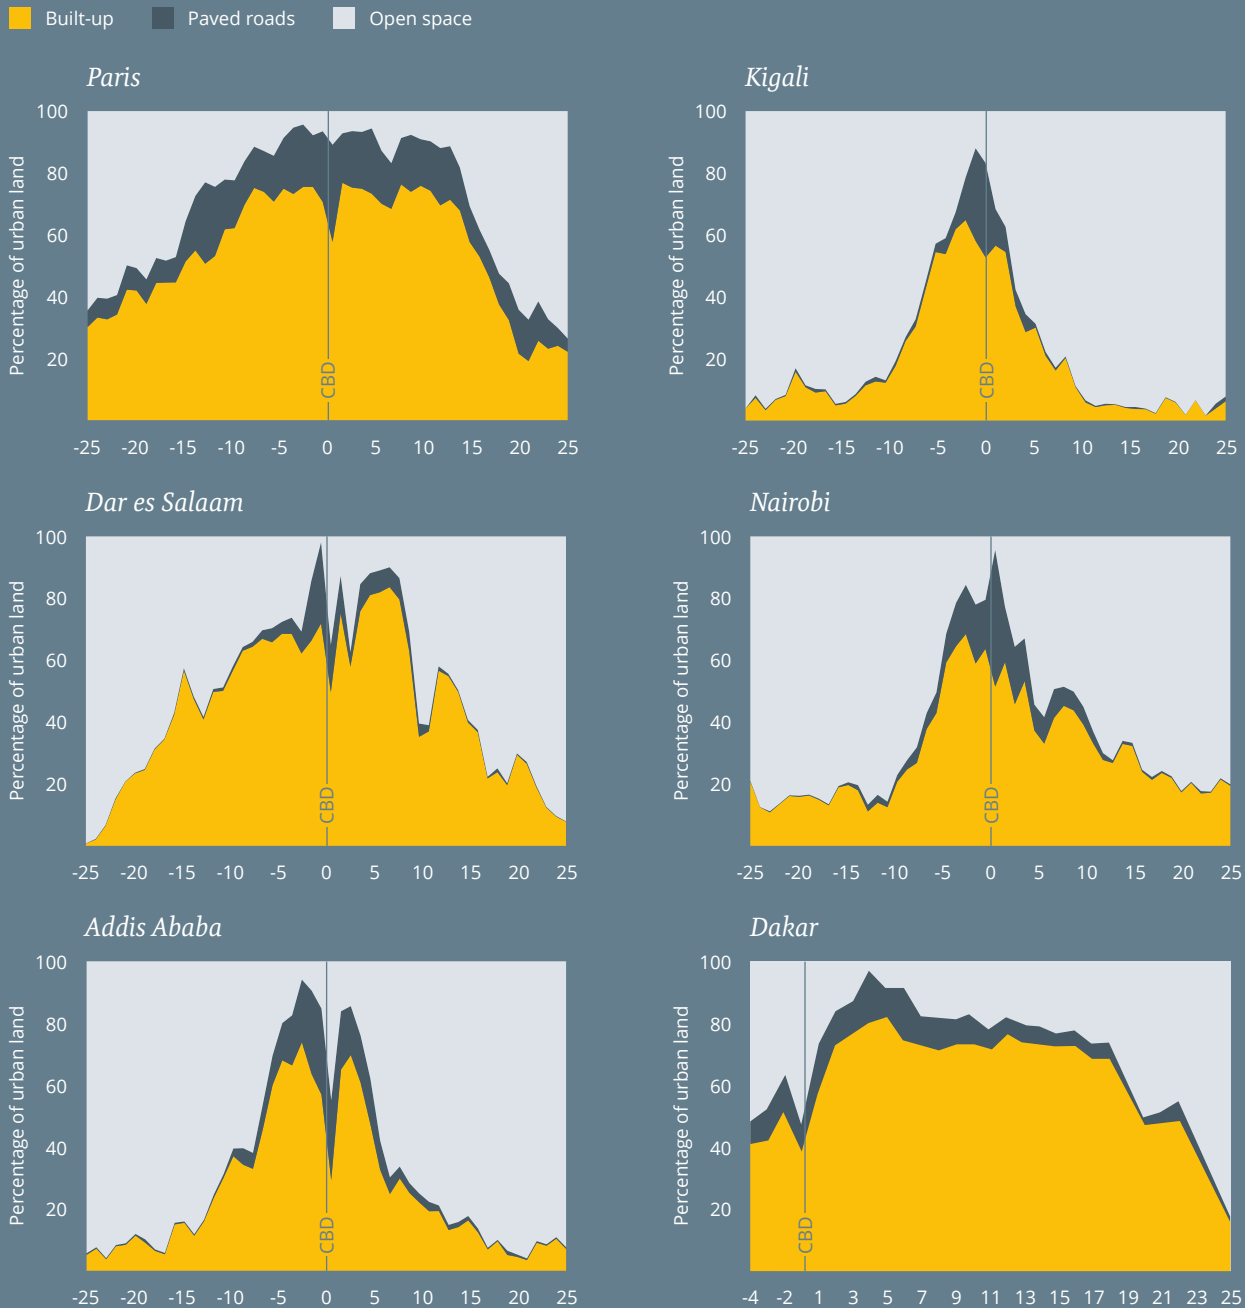 Built-up Paved roads Open space
Paris
Percentage of urban land
100
80
60
40
20
CBD
-25 -20 -15 -10 -5 0 5 10 15 20 25
Kigali
Percentage of urban land
100
80
60
40
20
CBD
-25 -20 -15 -10 -5 0 5 10 15 20 25
Dar es Salaam
Percentage of urban land
100
80
60
40
20
CBD
-25 -20 -15 -10 -5 0 5 10 15 20 25
Nairobi
Percentage of urban land
100
80
60
40
20
CBD
-25 -20 -15 -10 -5 0 5 10 15 20 25
Addis Ababa
Percentage of urban land
100
80
60
40
20
CBD
-25 -20 -15 -10 -5 0 5 10 15 20 25
Dakar
Percentage of urban land
100
80
60
40
20
CBD
-4 -2 1 3 5 7 9 11 13 15 17 19 21 23 25